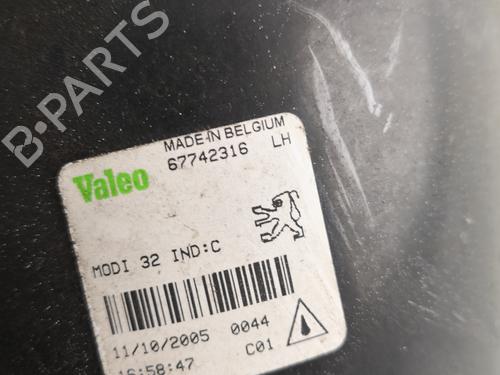 B-PARTS
MADE IN BELGIUM
67742316 LH
Valeo
MODI 32 IND:C
11/10/2005 0044
16:58:47 C01